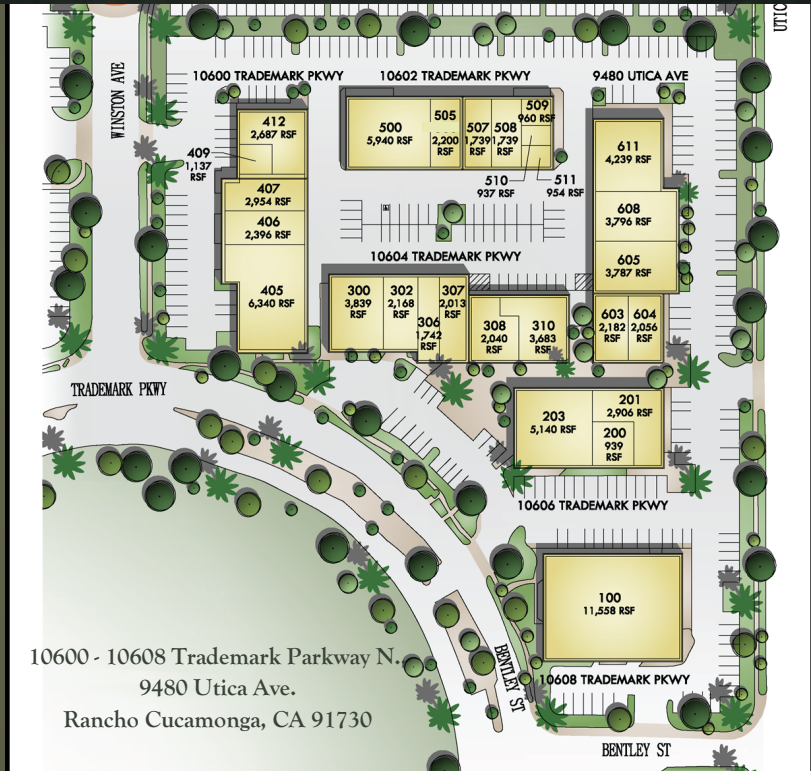 UTIC
WINSTON AVE
10600 TRADEMARK PKWY
10602 TRADEMARK PKWY
9480 UTICA AVE
412
2,687 RSF
409
1,137
RSF
407
2,954 RSF
406
2,396 RSF
405
6,340 RSF
500
5,940 RSF
505
2,200
RSF
507
1,739
RSF
508
1,739
RSF
509
960 RSF
510
937 RSF
511
954 RSF
611
4,239 RSF
608
3,796 RSF
605
3,787 RSF
603
2,182
RSF
604
2,056
RSF
10604 TRADEMARK PKWY
300
3,839
RSF
302
2,168
RSF
306
1,742
RSF
307
2,013
RSF
308
2,040
RSF
310
3,683
RSF
TRADEMARK PKWY
203
5,140 RSF
201
2,906 RSF
200
939
RSF
10606 TRADEMARK PKWY
100
11,558 RSF
10608 TRADEMARK PKWY
BENTLEY ST
BENTLEY ST
10600 - 10608 Trademark Parkway N.,
9480 Utica Ave.
Rancho Cucamonga, CA 91730